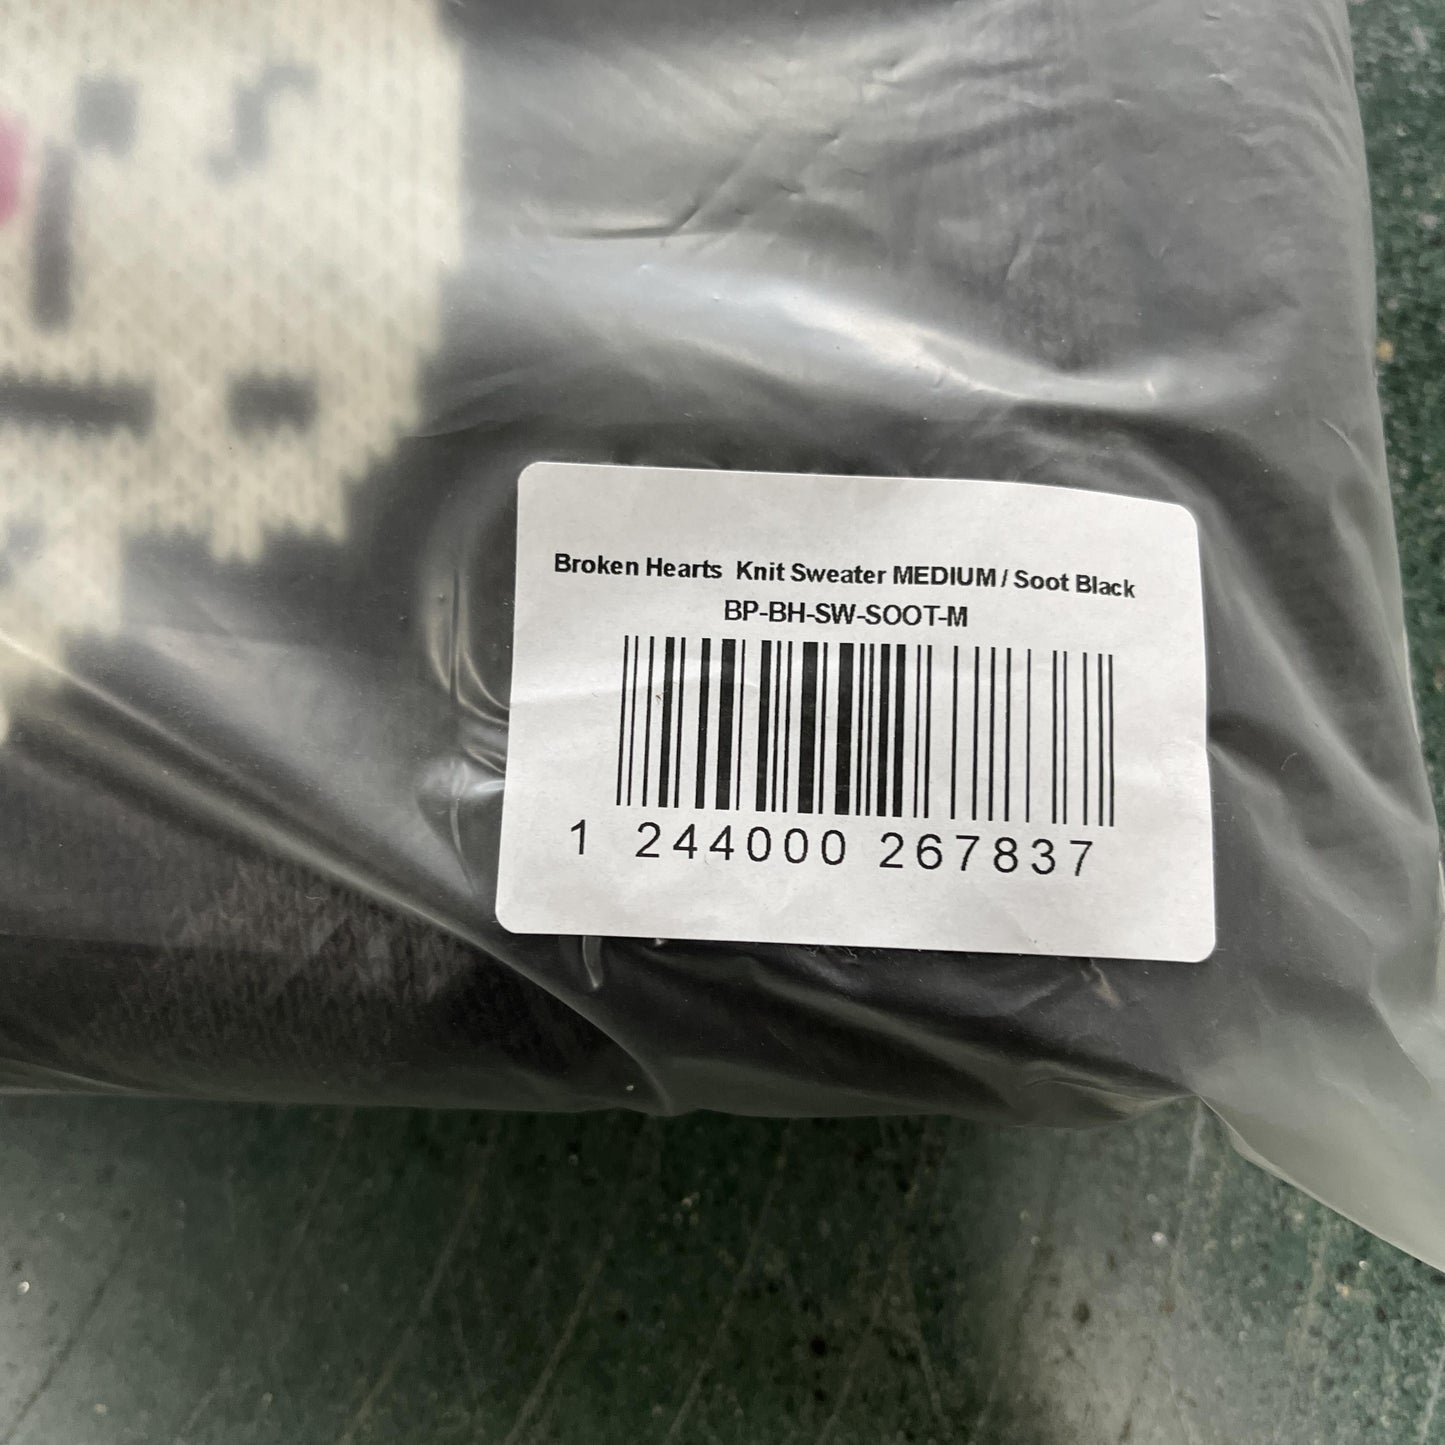 Broken Hearts  Knit Sweater MEDIUM / Soot Black
BP-BH-SW-SOOT-M
1 244000 267837